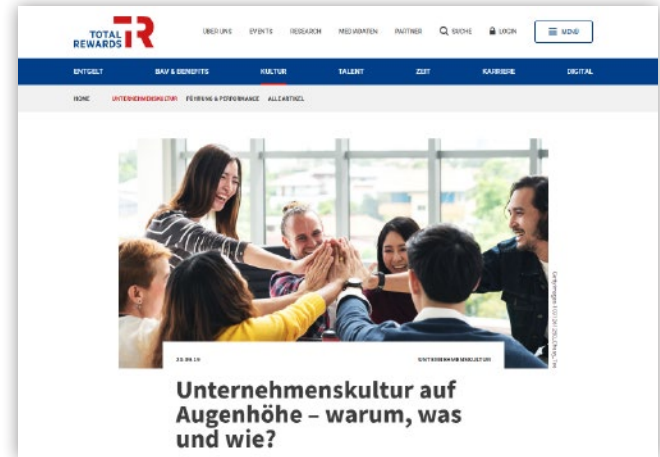 TOTAL
REWARDS TR
ÜBER UNS EVENTS RESEARCH MEDIADATEN PARTNER SUCHE LOGIN MENÜ
ENTGELT BAV & BENEFITS KULTUR TALENT ZEIT KARRIERE DIGITAL
HOME UNTERNEHMENSKULTUR FÜHRUNG & PERFORMANCE ALLE ARTIKEL
UNTERNEHMENSKULTUR
Unternehmenskultur auf
Augenhöhe – warum, was
und wie?